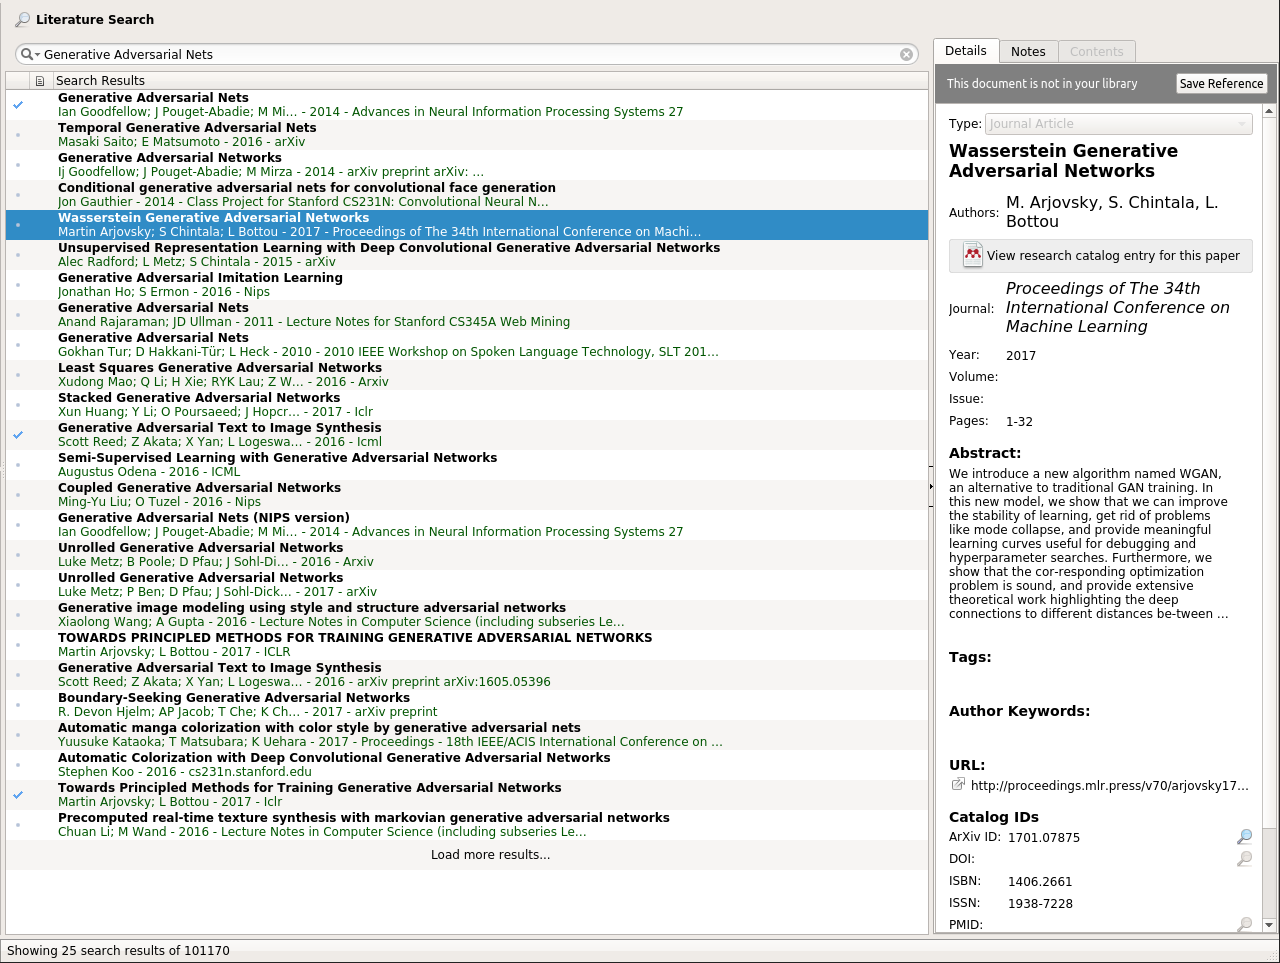 Literature Search
Generative Adversarial Nets
Search Results
Generative Adversarial Nets
Ian Goodfellow; J Pouget-Abadie; M Mi… - 2014 - Advances in Neural Information Processing Systems 27
Temporal Generative Adversarial Nets
Masaki Saito; E Matsumoto - 2016 - arXiv
Generative Adversarial Networks
Ij Goodfellow; J Pouget-Abadie; M Mirza - 2014 - arXiv preprint arXiv: …
Conditional generative adversarial nets for convolutional face generation
Jon Gauthier - 2014 - Class Project for Stanford CS231N: Convolutional Neural N…
Wasserstein Generative Adversarial Networks
Martin Arjovsky; S Chintala; L Bottou - 2017 - Proceedings of The 34th International Conference on Machi…
Unsupervised Representation Learning with Deep Convolutional Generative Adversarial Networks
Alec Radford; L Metz; S Chintala - 2015 - arXiv
Generative Adversarial Imitation Learning
Jonathan Ho; S Ermon - 2016 - Nips
Generative Adversarial Nets
Anand Rajaraman; JD Ullman - 2011 - Lecture Notes for Stanford CS345A Web Mining
Generative Adversarial Nets
Gokhan Tur; D Hakkani-Tür; L Heck - 2010 - 2010 IEEE Workshop on Spoken Language Technology, SLT 201…
Least Squares Generative Adversarial Networks
Xudong Mao; Q Li; H Xie; RYK Lau; Z W… - 2016 - Arxiv
Stacked Generative Adversarial Networks
Xun Huang; Y Li; O Poursaeed; J Hopcr… - 2017 - Iclr
Generative Adversarial Text to Image Synthesis
Scott Reed; Z Akata; X Yan; L Logeswa… - 2016 - Icml
Semi-Supervised Learning with Generative Adversarial Networks
Augustus Odena - 2016 - ICML
Coupled Generative Adversarial Networks
Ming-Yu Liu; O Tuzel - 2016 - Nips
Generative Adversarial Nets (NIPS version)
Ian Goodfellow; J Pouget-Abadie; M Mi… - 2014 - Advances in Neural Information Processing Systems 27
Unrolled Generative Adversarial Networks
Luke Metz; B Poole; D Pfau; J Sohl-Di… - 2016 - Arxiv
Unrolled Generative Adversarial Networks
Luke Metz; P Ben; D Pfau; J Sohl-Dick… - 2017 - arXiv
Generative image modeling using style and structure adversarial networks
Xiaolong Wang; A Gupta - 2016 - Lecture Notes in Computer Science (including subseries Le…
TOWARDS PRINCIPLED METHODS FOR TRAINING GENERATIVE ADVERSARIAL NETWORKS
Martin Arjovsky; L Bottou - 2017 - ICLR
Generative Adversarial Text to Image Synthesis
Scott Reed; Z Akata; X Yan; L Logeswa… - 2016 - arXiv preprint arXiv:1605.05396
Boundary-Seeking Generative Adversarial Networks
R. Devon Hjelm; AP Jacob; T Che; K Ch… - 2017 - arXiv preprint
Automatic manga colorization with color style by generative adversarial nets
Yuusuke Kataoka; T Matsubara; K Uehara - 2017 - Proceedings - 18th IEEE/ACIS International Conference on …
Automatic Colorization with Deep Convolutional Generative Adversarial Networks
Stephen Koo - 2016 - cs231n.stanford.edu
Towards Principled Methods for Training Generative Adversarial Networks
Martin Arjovsky; L Bottou - 2017 - Iclr
Precomputed real-time texture synthesis with markovian generative adversarial networks
Chuan Li; M Wand - 2016 - Lecture Notes in Computer Science (including subseries Le…
Load more results...
Showing 25 search results of 101170
Details
Notes
Contents
This document is not in your library
Save Reference
Type: Journal Article
Wasserstein Generative
Adversarial Networks
Authors: M. Arjovsky, S. Chintala, L.
Bottou
View research catalog entry for this paper
Journal: Proceedings of The 34th
International Conference on
Machine Learning
Year: 2017
Volume:
Issue:
Pages: 1-32
Abstract:
We introduce a new algorithm named WGAN,
an alternative to traditional GAN training. In
this new model, we show that we can improve
the stability of learning, get rid of problems
like mode collapse, and provide meaningful
learning curves useful for debugging and
hyperparameter searches. Furthermore, we
show that the cor-responding optimization
problem is sound, and provide extensive
theoretical work highlighting the deep
connections to different distances be-tween …
Tags:
Author Keywords:
URL:
http://proceedings.mlr.press/v70/arjovsky17...
Catalog IDs
ArXiv ID: 1701.07875
DOI:
ISBN: 1406.2661
ISSN: 1938-7228
PMID: